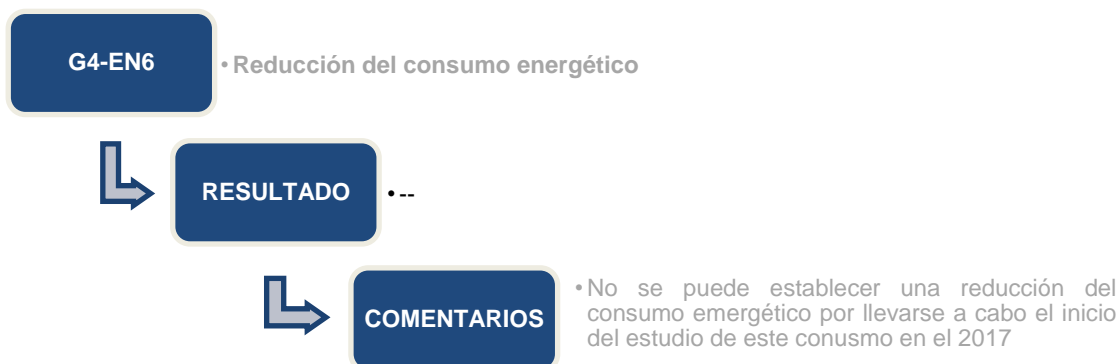 G4-EN6
• Reducción del consumo energético
RESULTADO
• --
COMENTARIOS
• No se puede establecer una reducción del
consumo emergético por llevarse a cabo el inicio
del estudio de este conusmo en el 2017